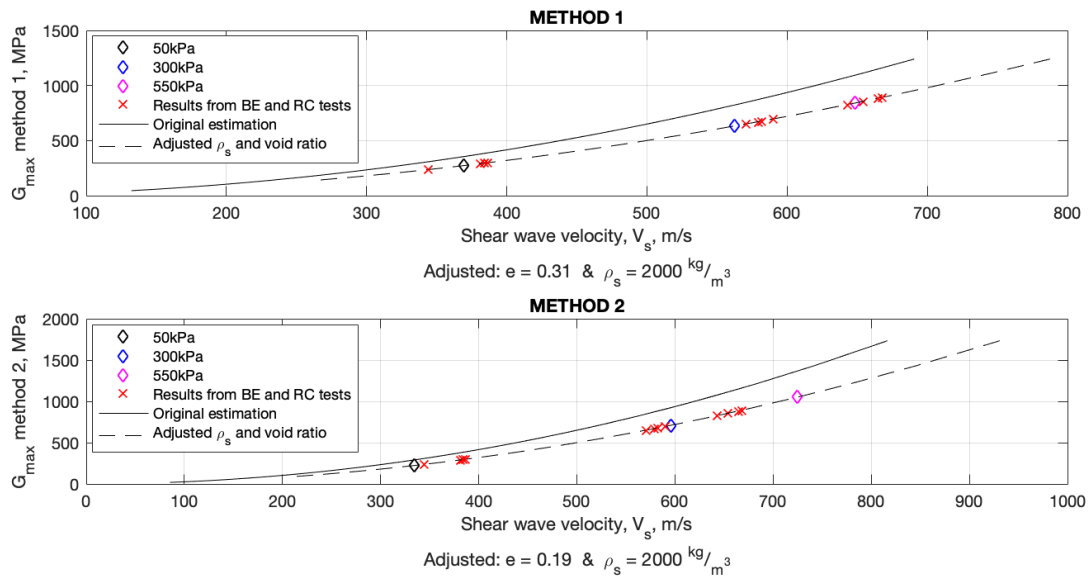 METHOD 1
G_max method 1, MPa
1500
1000
500
0
50kPa
300kPa
550kPa
Results from BE and RC tests
Original estimation
Adjusted ρ_s and void ratio
100 200 300 400 500 600 700 800
Shear wave velocity, V_s, m/s
Adjusted: e = 0.31 & ρ_s = 2000 kg/m³
METHOD 2
G_max method 2, MPa
2000
1500
1000
500
0
50kPa
300kPa
550kPa
Results from BE and RC tests
Original estimation
Adjusted ρ_s and void ratio
0 100 200 300 400 500 600 700 800 900 1000
Shear wave velocity, V_s, m/s
Adjusted: e = 0.19 & ρ_s = 2000 kg/m³